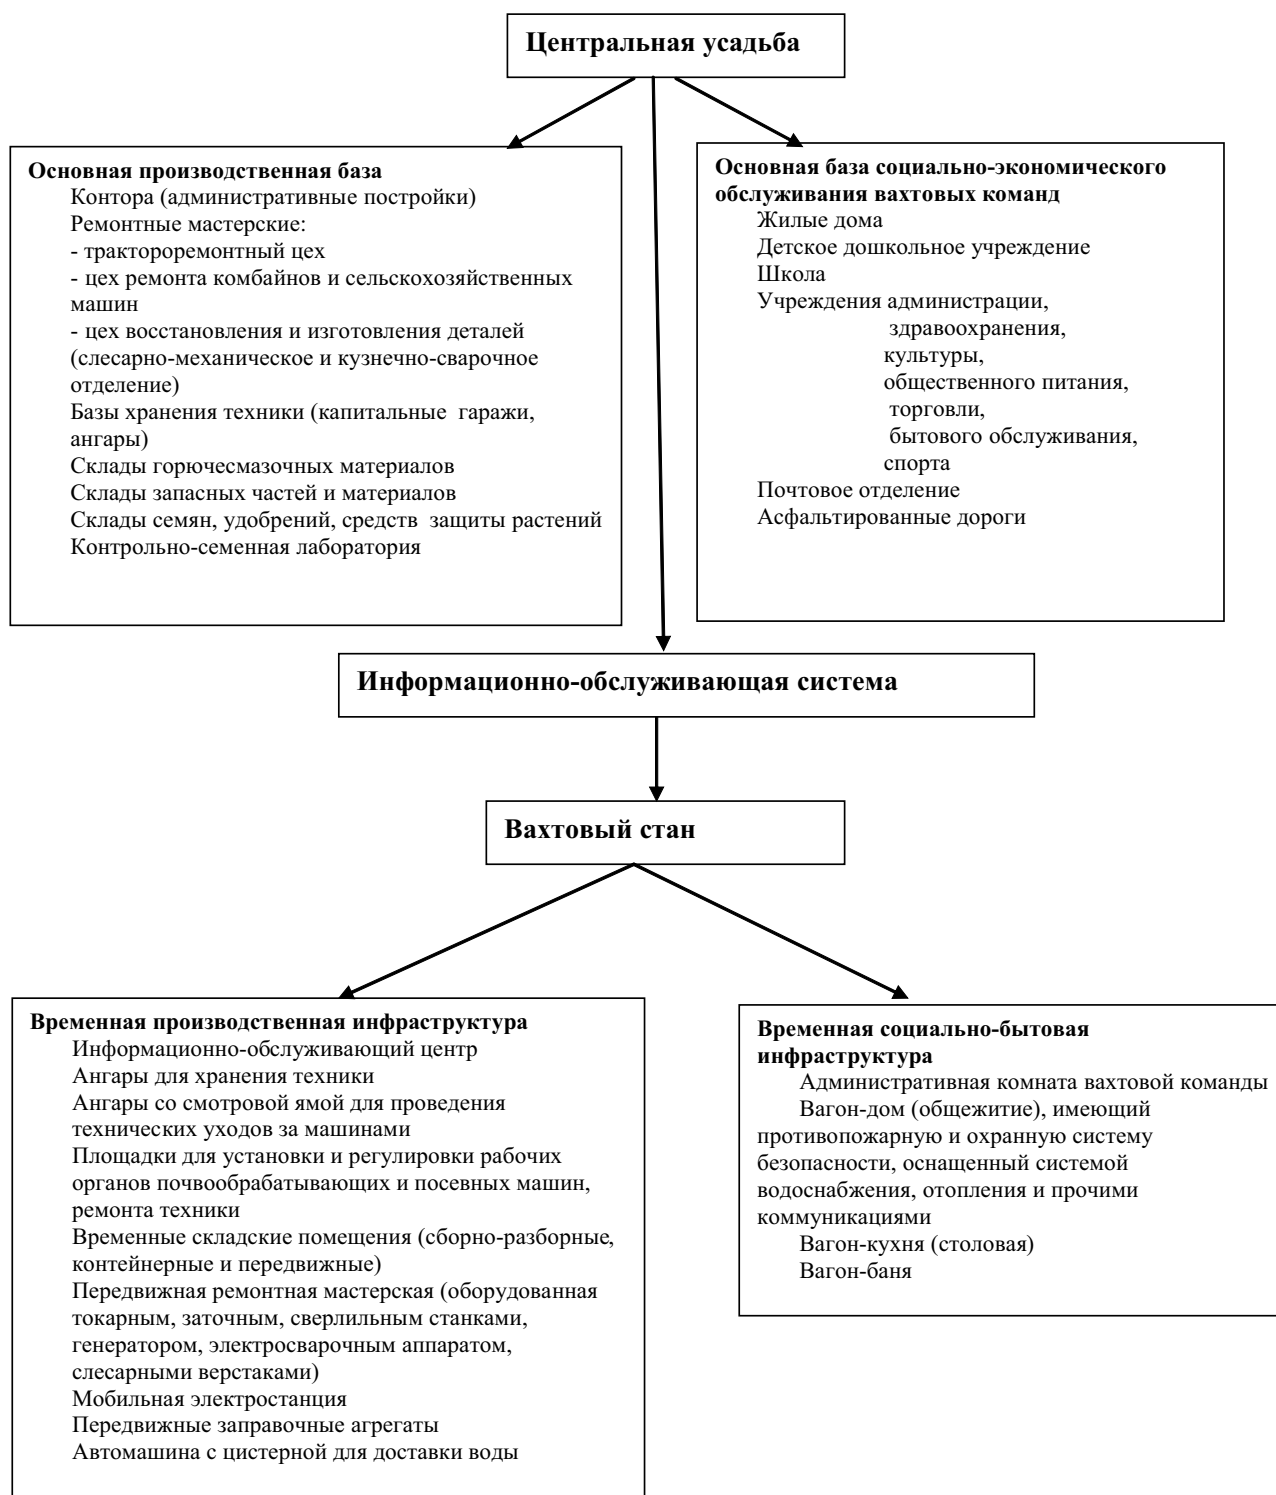 Центральная усадьба
Основная производственная база
Контора (административные постройки)
Ремонтные мастерские:
- трактороремонтный цех
- цех ремонта комбайнов и сельскохозяйственных
машин
- цех восстановления и изготовления деталей
(слесарно-механическое и кузнечно-сварочное
отделение)
Базы хранения техники (капитальные гаражи,
ангары)
Склады горючесмазочных материалов
Склады запасных частей и материалов
Склады семян, удобрений, средств защиты растений
Контрольно-семенная лаборатория
Основная база социально-экономического
обслуживания вахтовых команд
Жилые дома
Детское дошкольное учреждение
Школа
Учреждения администрации,
здравоохранения,
культуры,
общественного питания,
торговли,
бытового обслуживания,
спорта
Почтовое отделение
Асфальтированные дороги
Информационно-обслуживающая система
Вахтовый стан
Временная производственная инфраструктура
Информационно-обслуживающий центр
Ангары для хранения техники
Ангары со смотровой ямой для проведения
технических уходов за машинами
Площадки для установки и регулировки рабочих
органов почвообрабатывающих и посевных машин,
ремонта техники
Временные складские помещения (сборно-разборные,
контейнерные и передвижные)
Передвижная ремонтная мастерская (оборудованная
токарным, заточным, сверлильным станками,
генератором, электросварочным аппаратом,
слесарными верстаками)
Мобильная электростанция
Передвижные заправочные агрегаты
Автомашина с цистерной для доставки воды
Временная социально-бытовая
инфраструктура
Административная комната вахтовой команды
Вагон-дом (общежитие), имеющий
противопожарную и охранную систему
безопасности, оснащенный системой
водоснабжения, отопления и прочими
коммуникациями
Вагон-кухня (столовая)
Вагон-баня